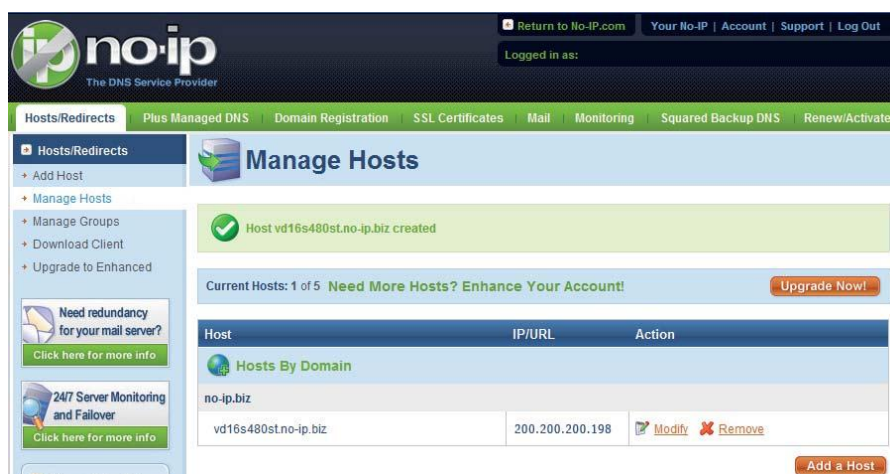 Return to No-IP.com
Your No-IP | Account | Support | Log Out
no-ip
The DNS Service Provider
Logged in as:
Hosts/Redirects
Plus Managed DNS
Domain Registration
SSL Certificates
Mail
Monitoring
Squared Backup DNS
Renew/Activate
Hosts/Redirects
Add Host
Manage Hosts
Manage Groups
Download Client
Upgrade to Enhanced
Need redundancy
for your mail server?
Click here for more info
24/7 Server Monitoring
and Failover
Click here for more info
Manage Hosts
Host vd16s480st.no-ip.biz created
Current Hosts: 1 of 5 Need More Hosts? Enhance Your Account!
Upgrade Now!
Host IP/URL Action
Hosts By Domain
no-ip.biz
vd16s480st.no-ip.biz 200.200.200.198 Modify Remove
Add a Host